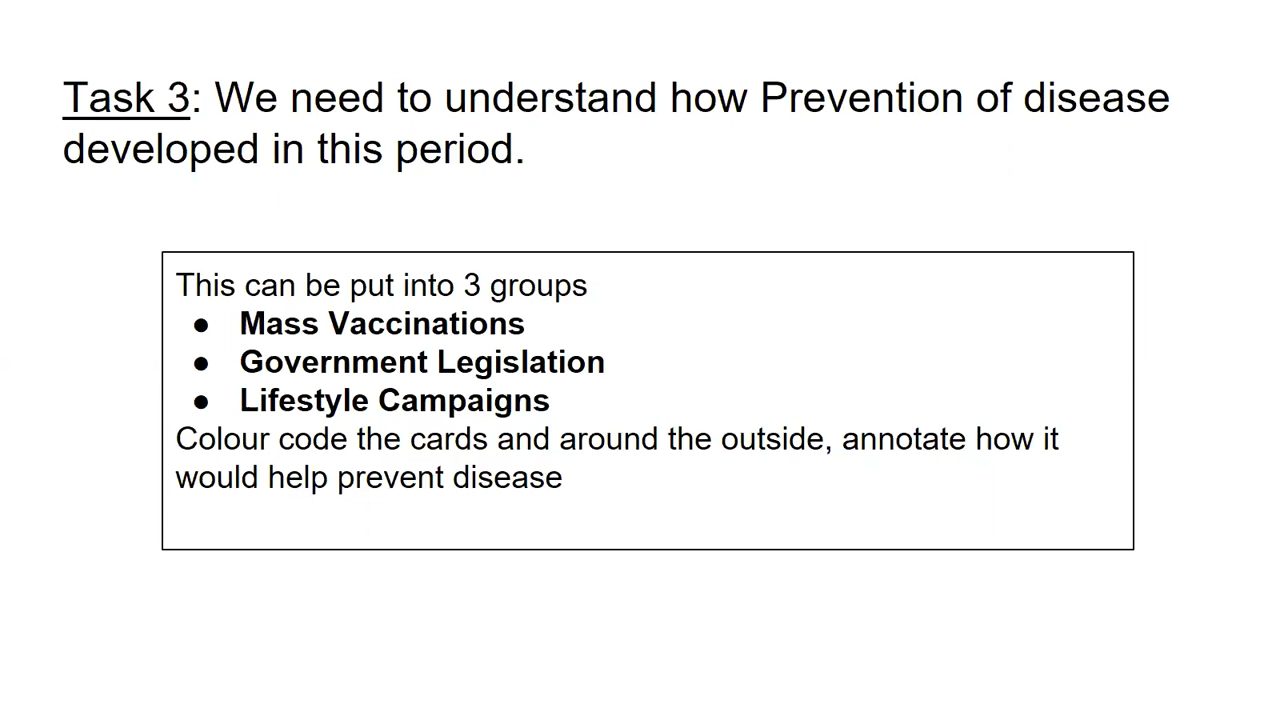 Task 3: We need to understand how Prevention of disease
developed in this period.
This can be put into 3 groups
● Mass Vaccinations
● Government Legislation
● Lifestyle Campaigns
Colour code the cards and around the outside, annotate how it
would help prevent disease